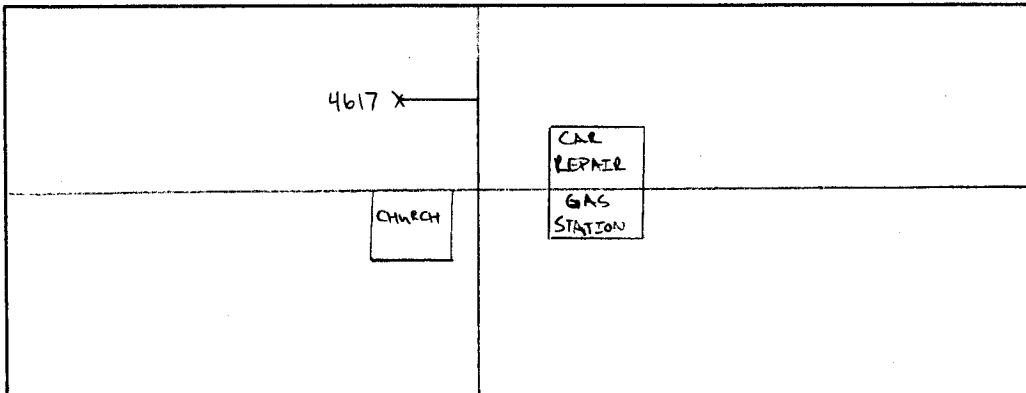 4617 X
CAR
REPAIR
GAS
STATION
CHURCH